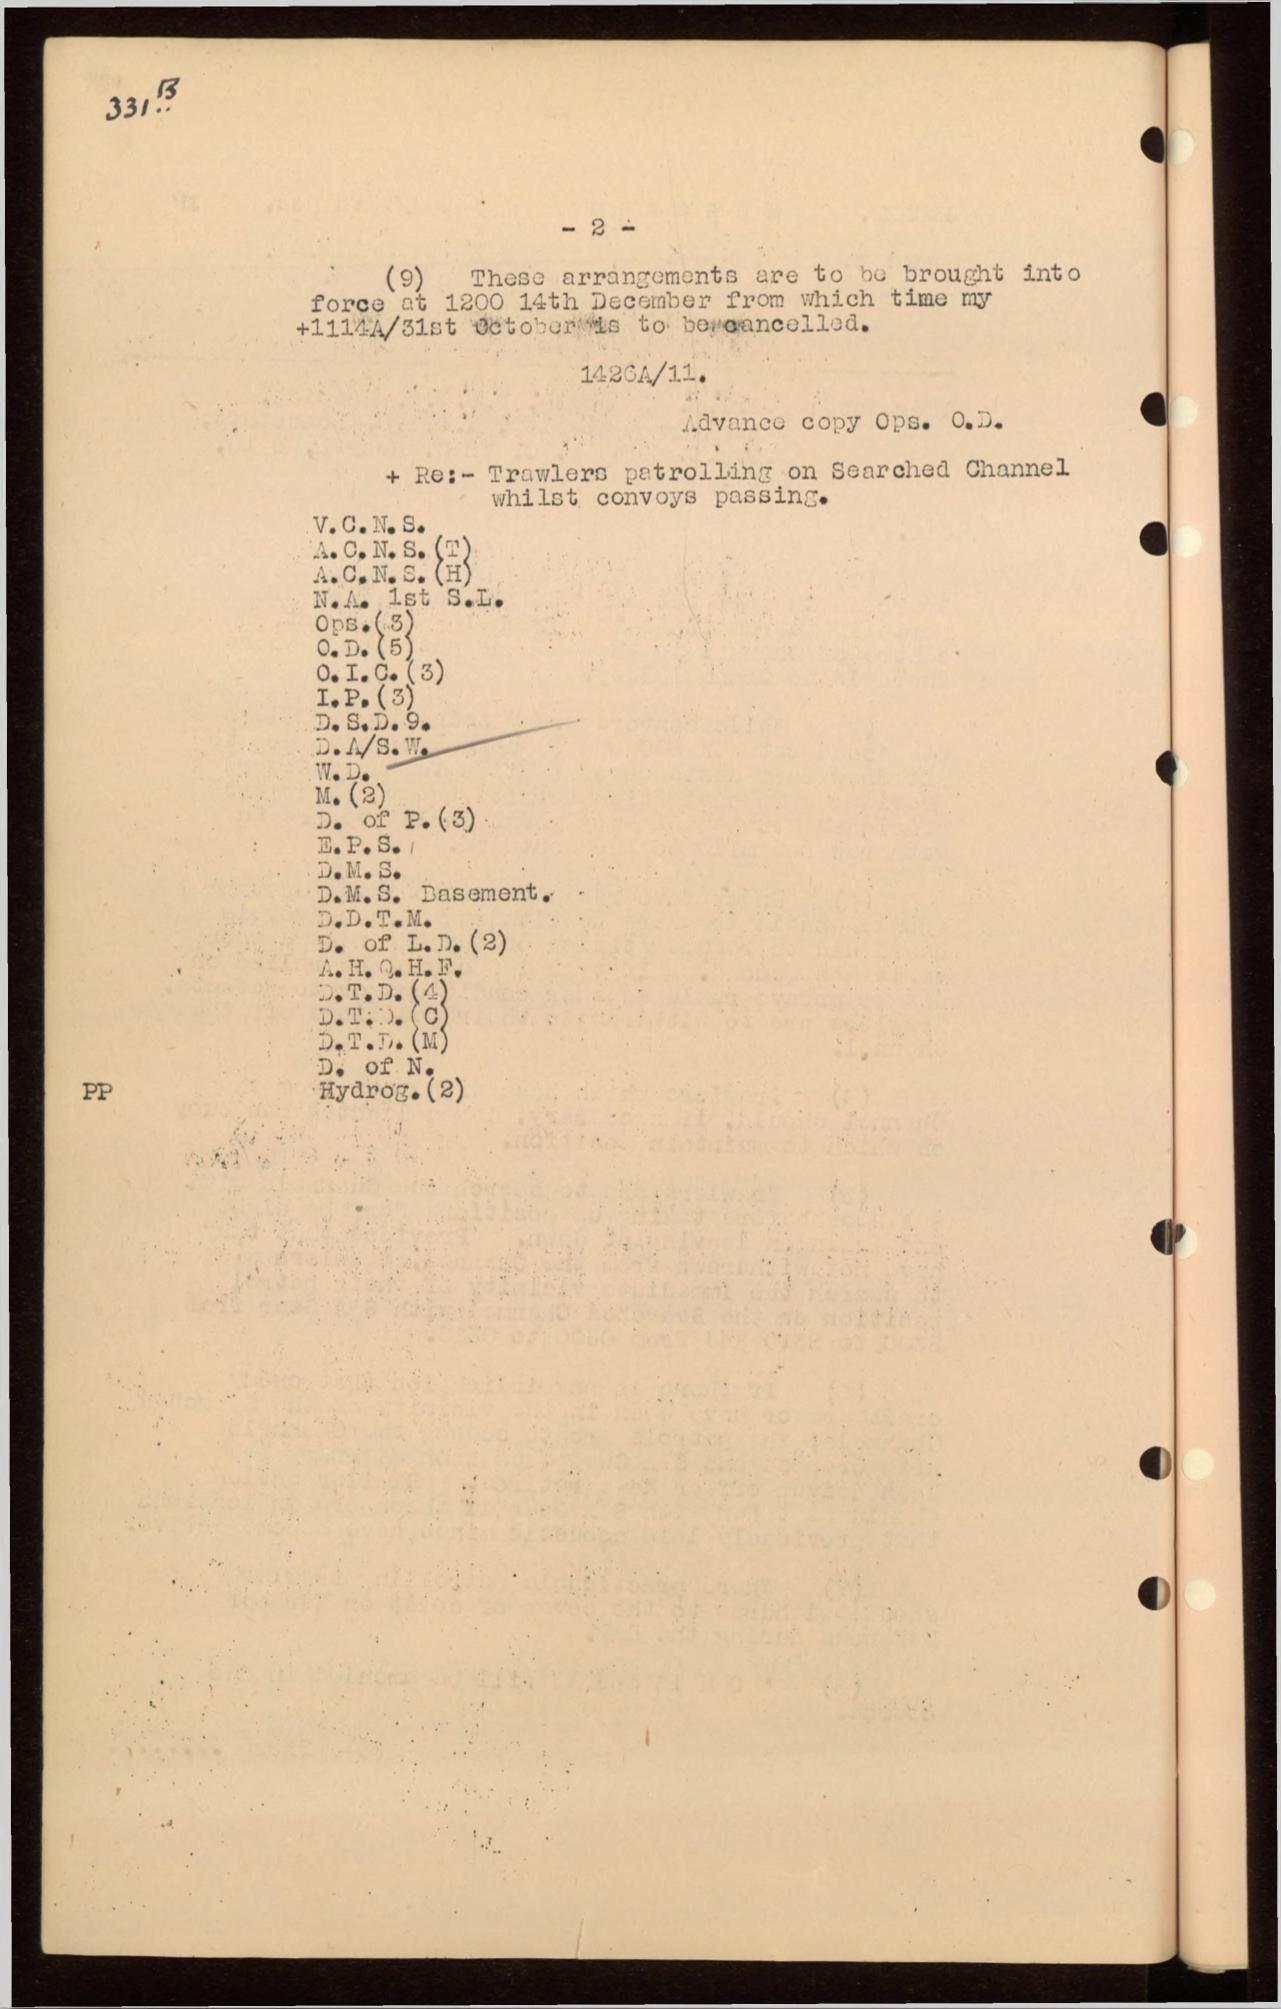 331 B
- 2 -
(9) These arrangements are to be brought into
force at 1200 14th December from which time my
+1114A/31st October is to be cancelled.
1426A/11.
Advance copy Ops. O.D.
+ Re:- Trawlers patrolling on Searched Channel
whilst convoys passing.
V.C.N.S.
A.C.N.S.(T)
A.C.N.S.(H)
N.A. 1st S.L.
Ops.(3)
O.D.(5)
O.I.C.(3)
I.P.(3)
D.S.D.9.
D.A/S.W.
W.D.
M.(2)
D. of P.(3)
E.P.S.
D.M.S.
D.M.S. Basement.
D.D.T.M.
D. of L.D.(2)
A.H.Q.H.F.
D.T.D.(4)
D.T.D.(C)
D.T.D.(M)
D. of N.
PP Hydrog.(2)